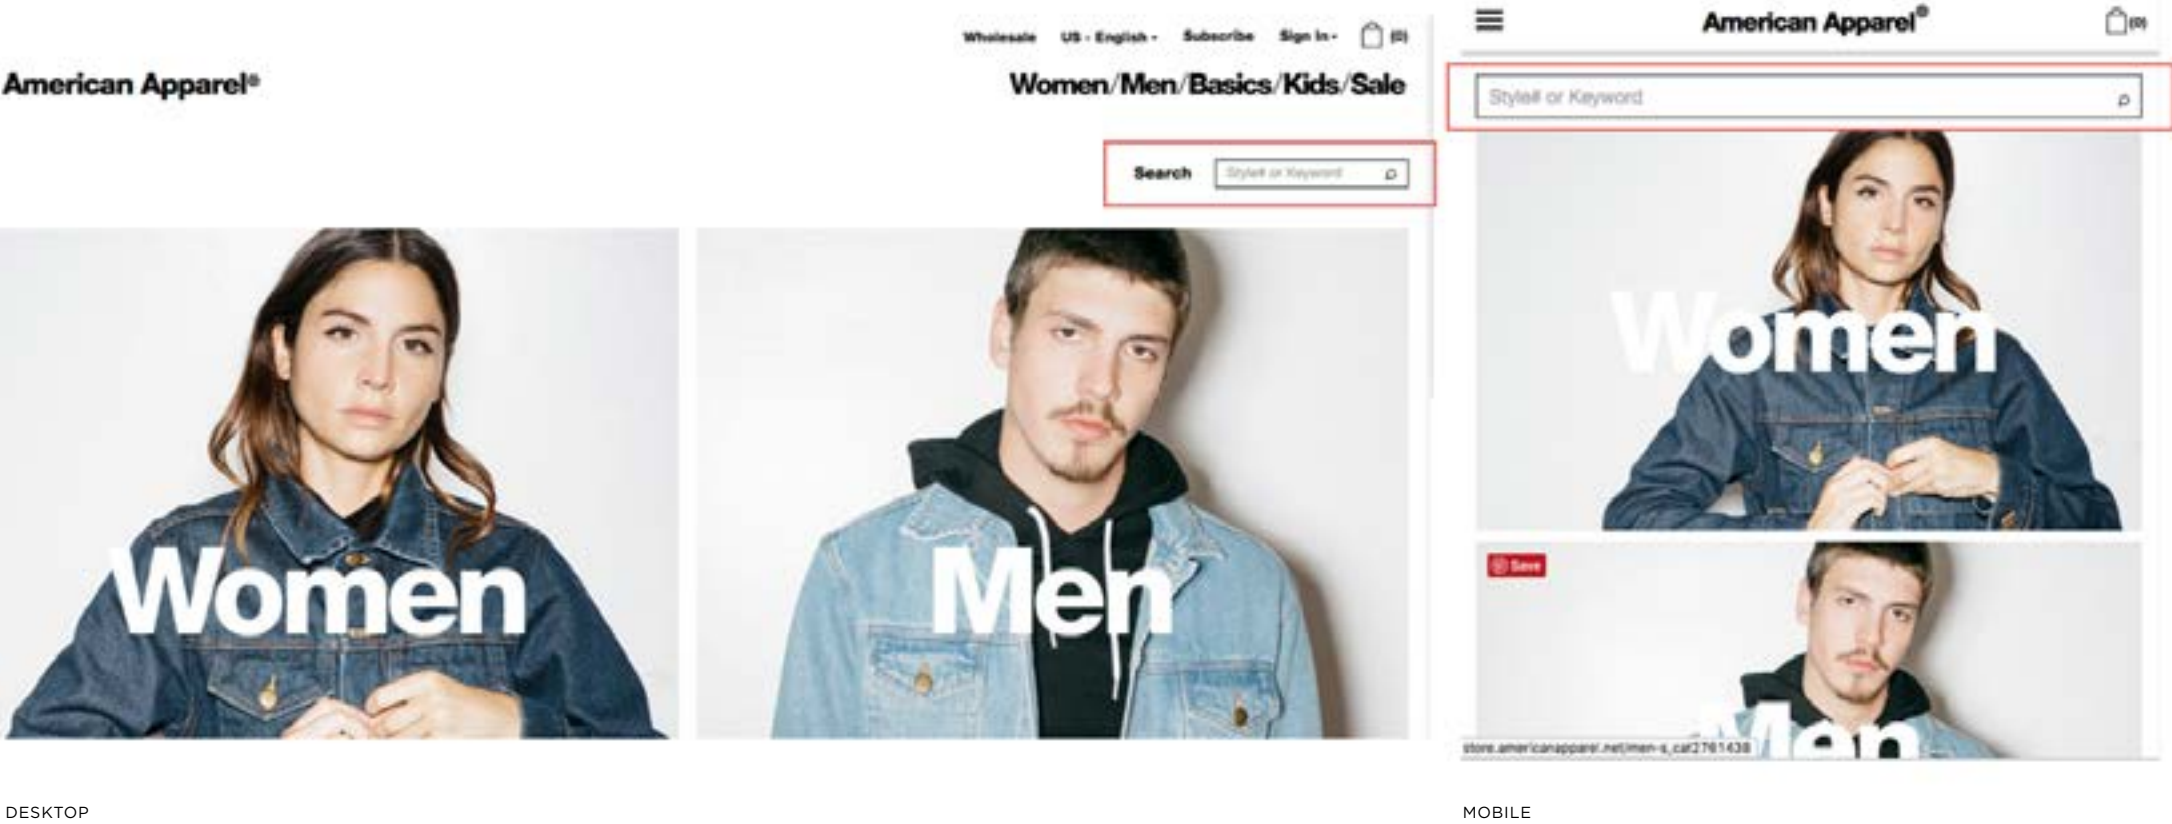 Wholesale US - English Subscribe Sign In (0)
American Apparel®
Women/Men/Basics/Kids/Sale
Search Style# or Keyword
Women
Men
DESKTOP
American Apparel® (0)
Style# or Keyword
Women
Save
Men
store.americanapparel.net/men-s_cat2761438
MOBILE